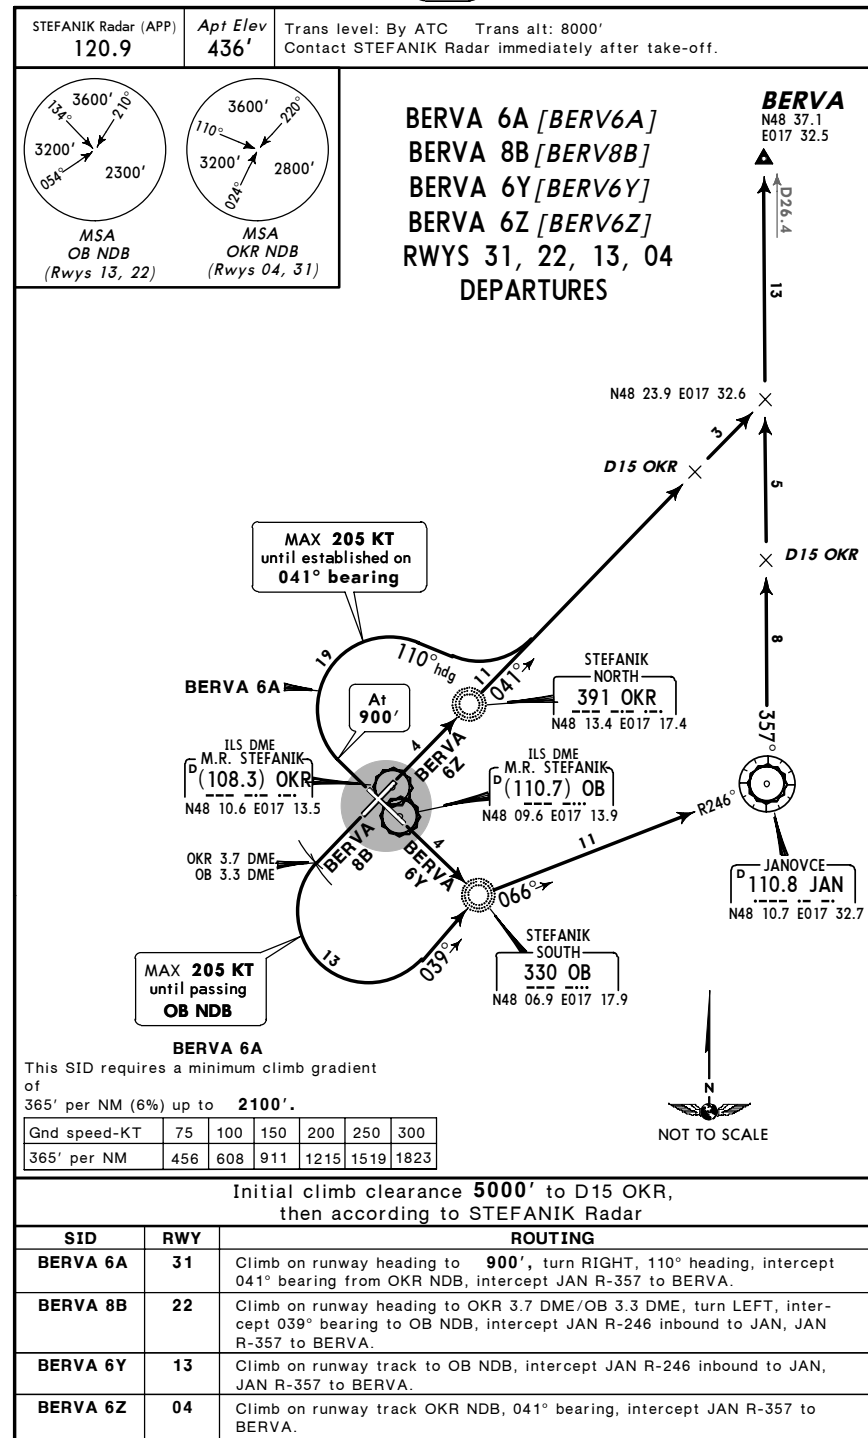 STEFANIK Radar (APP)
120.9
Apt Elev
436'
Trans level: By ATC Trans alt: 8000'
Contact STEFANIK Radar immediately after take-off.
3600'
134°
210°
3200'
054°
2300'
MSA
OB NDB
(Rwys 13, 22)
3600'
220°
110°
3200'
2800'
024°
MSA
OKR NDB
(Rwys 04, 31)
BERVA 6A [BERV6A]
BERVA 8B [BERV8B]
BERVA 6Y [BERV6Y]
BERVA 6Z [BERV6Z]
RWYS 31, 22, 13, 04
DEPARTURES
BERVA
N48 37.1
E017 32.5
D26.4
13
N48 23.9 E017 32.6
3
D15 OKR
5
D15 OKR
8
357°
MAX 205 KT
until established on
041° bearing
19
110° hdg
11
041°
BERVA 6A
At
900'
STEFANIK
NORTH
391 OKR
N48 13.4 E017 17.4
4
BERVA
6Z
ILS DME
M.R. STEFANIK
D (108.3) OKR
N48 10.6 E017 13.5
ILS DME
M.R. STEFANIK
D (110.7) OB
N48 09.6 E017 13.9
R246°
11
OKR 3.7 DME
OB 3.3 DME
BERVA
8B
4
BERVA
6Y
066°
JANOVCE
D 110.8 JAN
N48 10.7 E017 32.7
13
039°
STEFANIK
SOUTH
330 OB
N48 06.9 E017 17.9
MAX 205 KT
until passing
OB NDB
N
NOT TO SCALE
BERVA 6A
This SID requires a minimum climb gradient
of
365' per NM (6%) up to 2100'.
Gnd speed-KT 75 100 150 200 250 300
365' per NM 456 608 911 1215 1519 1823
Initial climb clearance 5000' to D15 OKR,
then according to STEFANIK Radar
SID RWY ROUTING
BERVA 6A 31 Climb on runway heading to 900', turn RIGHT, 110° heading, intercept
041° bearing from OKR NDB, intercept JAN R-357 to BERVA.
BERVA 8B 22 Climb on runway heading to OKR 3.7 DME/OB 3.3 DME, turn LEFT, inter-
cept 039° bearing to OB NDB, intercept JAN R-246 inbound to JAN, JAN
R-357 to BERVA.
BERVA 6Y 13 Climb on runway track to OB NDB, intercept JAN R-246 inbound to JAN,
JAN R-357 to BERVA.
BERVA 6Z 04 Climb on runway track OKR NDB, 041° bearing, intercept JAN R-357 to
BERVA.